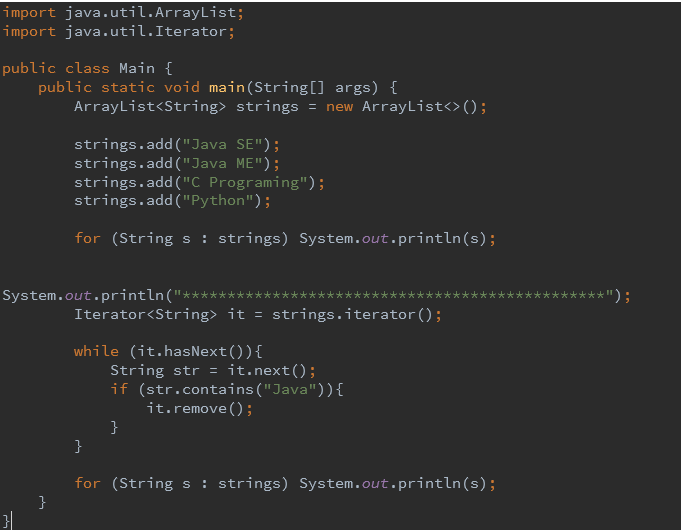 import java.util.ArrayList;
import java.util.Iterator;

public class Main {
    public static void main(String[] args) {
        ArrayList<String> strings = new ArrayList<>();

        strings.add("Java SE");
        strings.add("Java ME");
        strings.add("C Programing");
        strings.add("Python");

        for (String s : strings) System.out.println(s);


System.out.println("***********************************************");
        Iterator<String> it = strings.iterator();

        while (it.hasNext()){
            String str = it.next();
            if (str.contains("Java")){
                it.remove();
            }
        }

        for (String s : strings) System.out.println(s);
    }
}